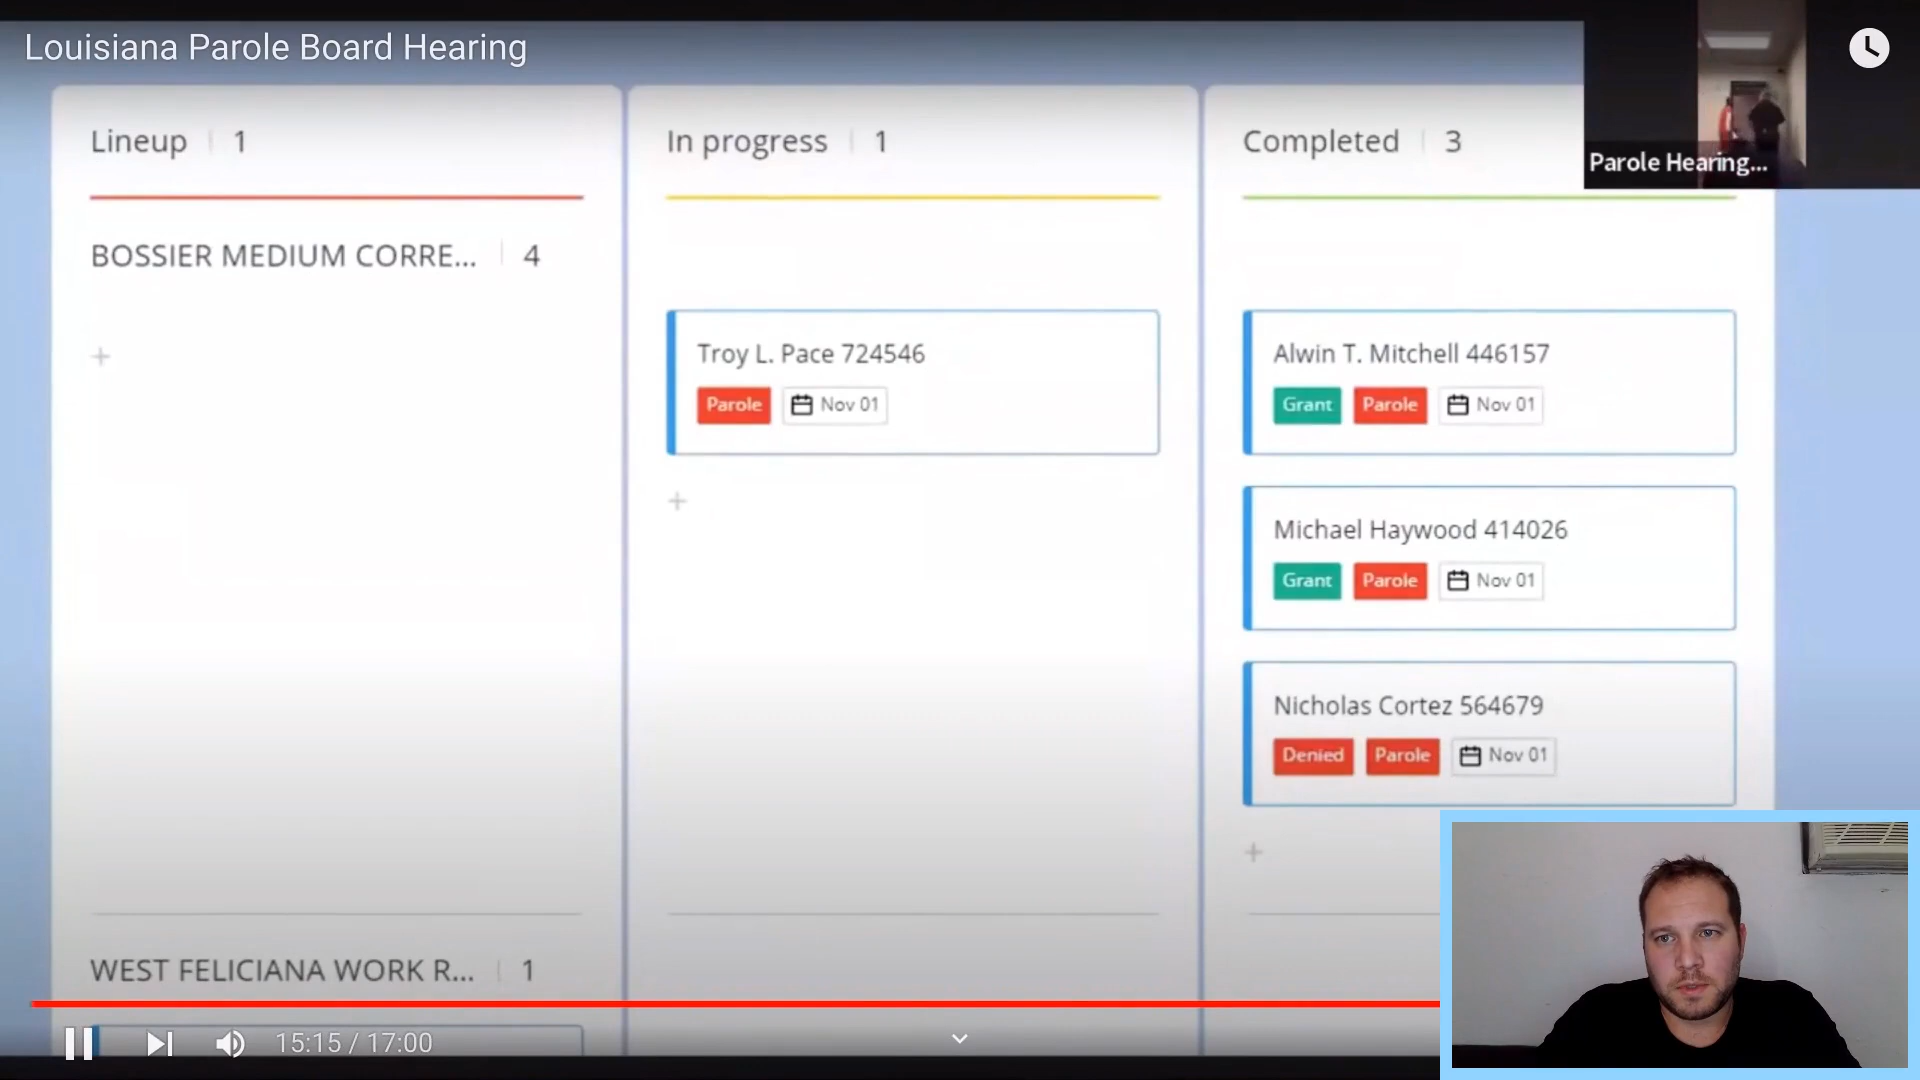 Louisiana Parole Board Hearing
Parole Hearing...
Lineup 1
BOSSIER MEDIUM CORRE... 4
+
WEST FELICIANA WORK R... 1
In progress 1
Troy L. Pace 724546
Parole Nov 01
+
Completed 3
Alwin T. Mitchell 446157
Grant Parole Nov 01
Michael Haywood 414026
Grant Parole Nov 01
Nicholas Cortez 564679
Denied Parole Nov 01
+
15:15 / 17:00